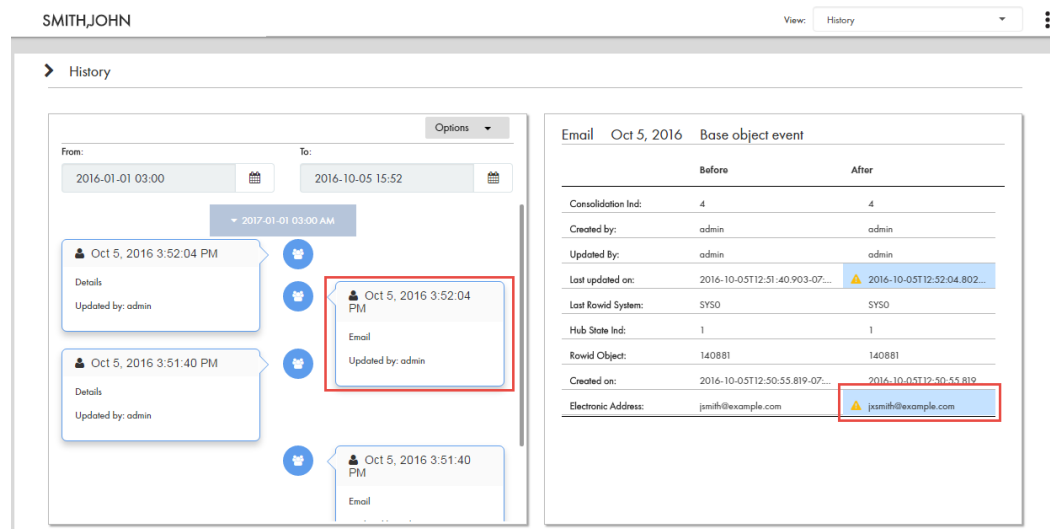 SMITH,JOHN
View: History
History
Options
From: To:
2016-01-01 03:00 2016-10-05 15:52
2017-01-01 03:00 AM
Oct 5, 2016 3:52:04 PM
Details
Updated by: admin
Oct 5, 2016 3:52:04
PM
Email
Updated by: admin
Oct 5, 2016 3:51:40 PM
Details
Updated by: admin
Oct 5, 2016 3:51:40
PM
Email
Email Oct 5, 2016 Base object event
Before After
Consolidation Ind: 4 4
Created by: admin admin
Updated By: admin admin
Last updated on: 2016-10-05T12:51:40.903-07:... 2016-10-05T12:52:04.802...
Last Rowid System: SYS0 SYS0
Hub State Ind: 1 1
Rowid Object: 140881 140881
Created on: 2016-10-05T12:50:55.819-07:... 2016-10-05T12:50:55.819
Electronic Address: jsmith@example.com jxsmith@example.com